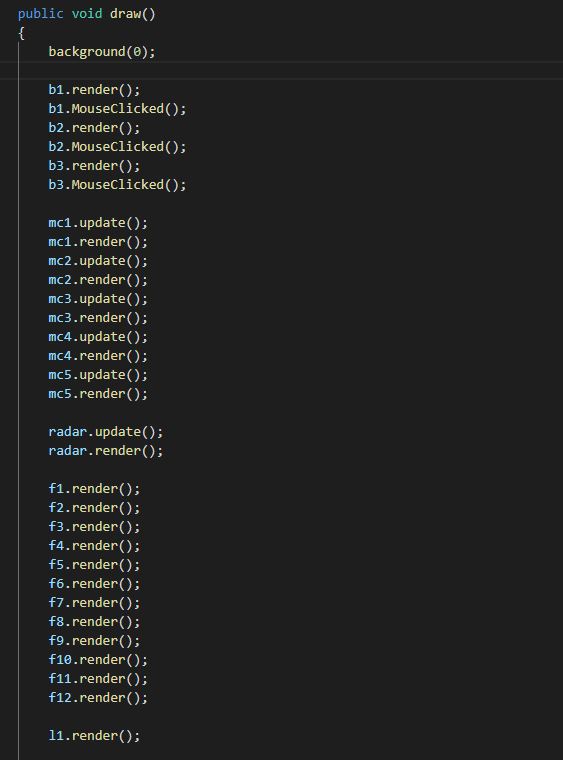 public void draw()
{
background(0);
b1.render();
b1.MouseClicked();
b2.render();
b2.MouseClicked();
b3.render();
b3.MouseClicked();
mc1.update();
mc1.render();
mc2.update();
mc2.render();
mc3.update();
mc3.render();
mc4.update();
mc4.render();
mc5.update();
mc5.render();
radar.update();
radar.render();
f1.render();
f2.render();
f3.render();
f4.render();
f5.render();
f6.render();
f7.render();
f8.render();
f9.render();
f10.render();
f11.render();
f12.render();
l1.render();